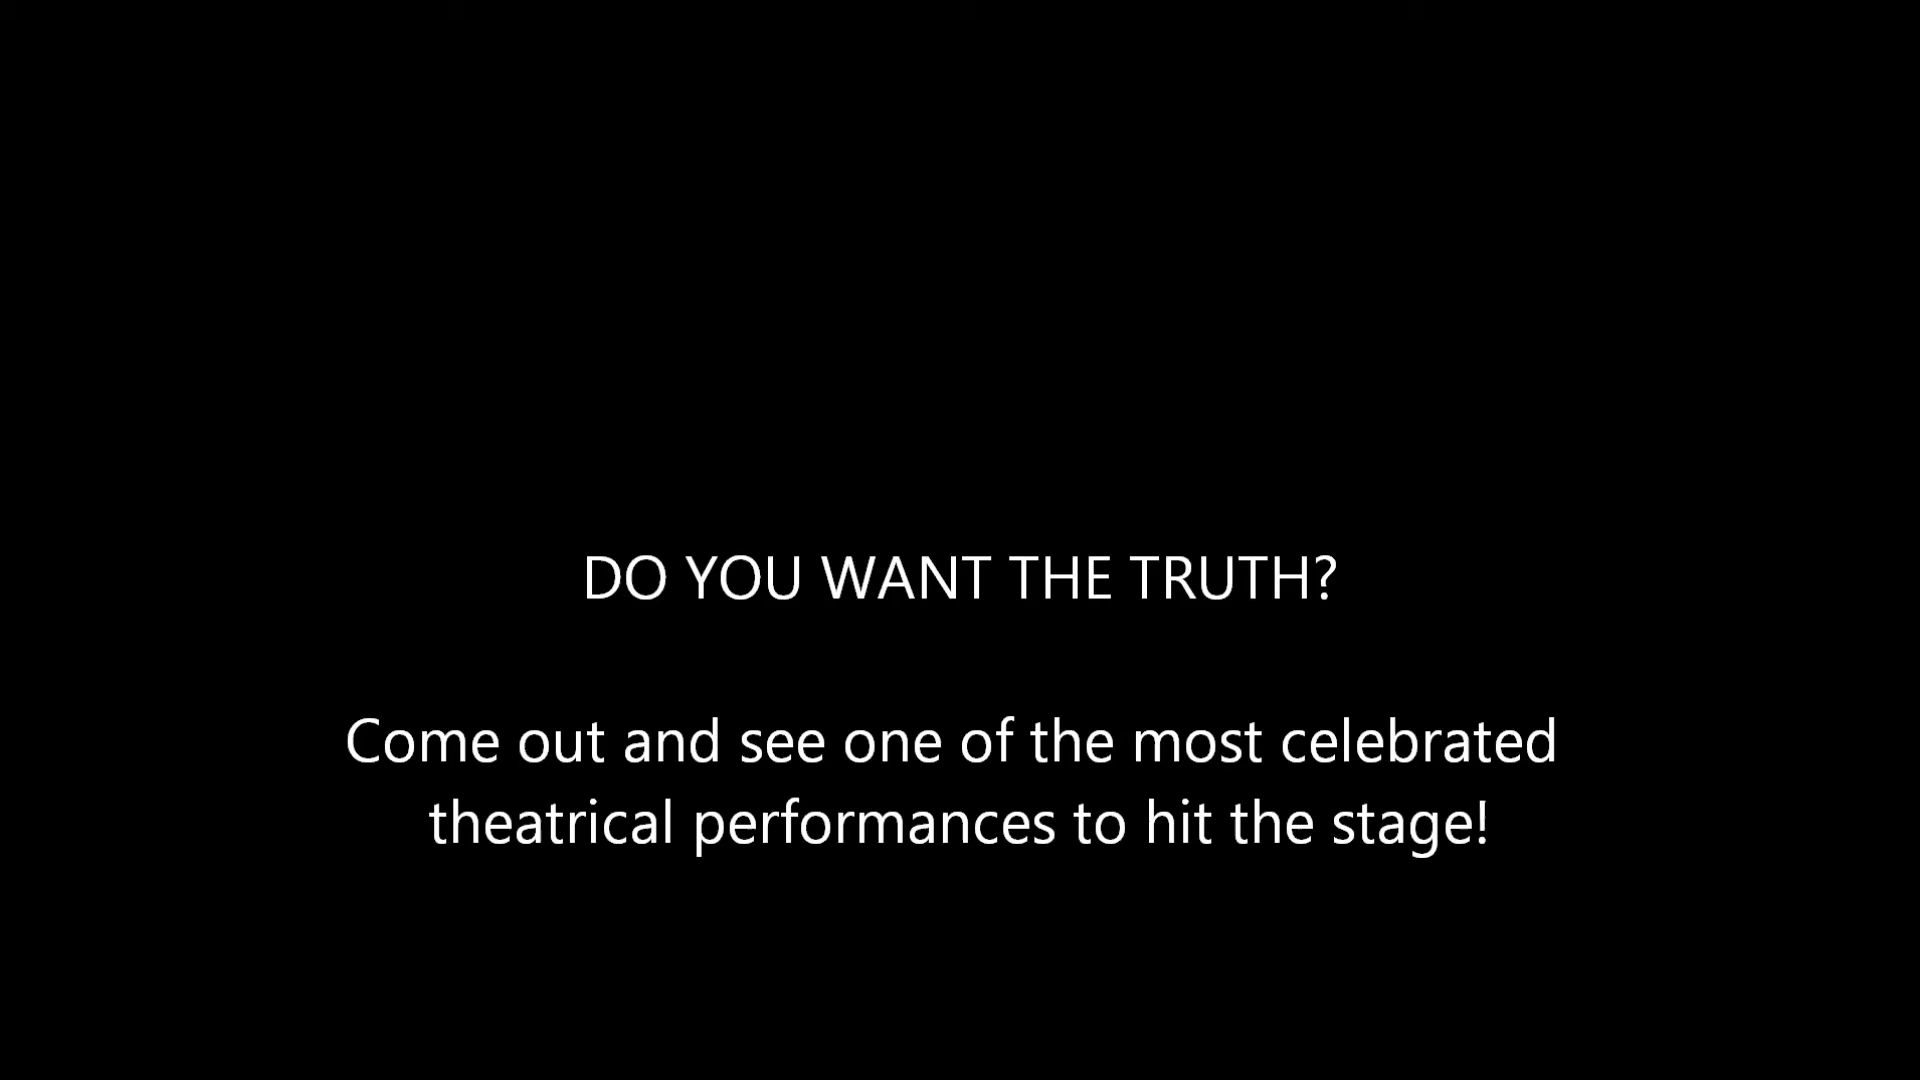 DO YOU WANT THE TRUTH?
Come out and see one of the most celebrated
theatrical performances to hit the stage!